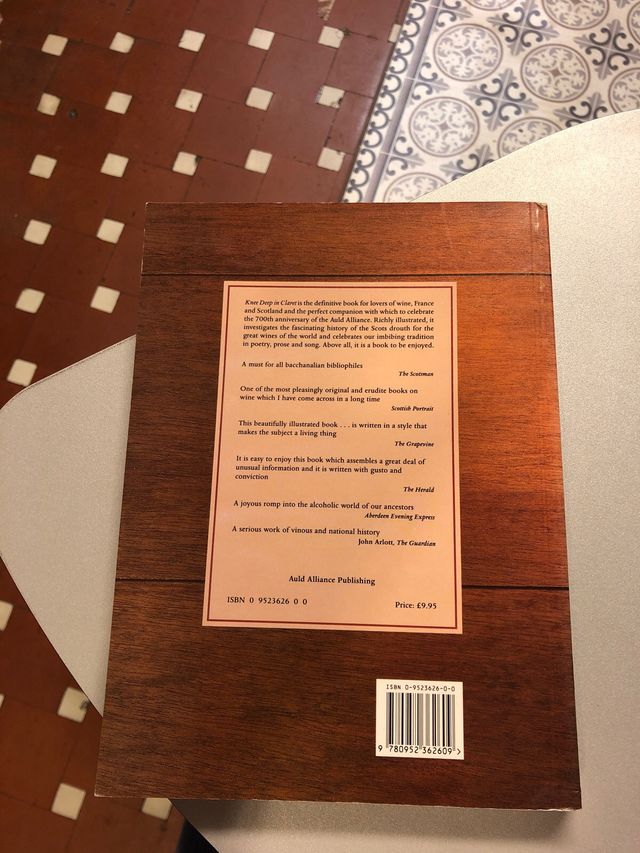 Knee Deep in Claret is the definitive book for lovers of wine, France
and Scotland and the perfect companion with which to celebrate
the 700th anniversary of the Auld Alliance. Richly illustrated, it
investigates the fascinating history of the Scots drouth for the
great wines of the world and celebrates our imbibing tradition
in poetry, prose and song. Above all, it is a book to be enjoyed.
A must for all bacchanalian bibliophiles
The Scotsman
One of the most pleasingly original and erudite books on
wine which I have come across in a long time
Scottish Portrait
This beautifully illustrated book . . . is written in a style that
makes the subject a living thing
The Grapevine
It is easy to enjoy this book which assembles a great deal of
unusual information and it is written with gusto and
conviction
The Herald
A joyous romp into the alcoholic world of our ancestors
Aberdeen Evening Express
A serious work of vinous and national history
John Arlott, The Guardian
Auld Alliance Publishing
ISBN 0 9523626 0 0
Price: £9.95
ISBN 0-9523626-0-0
9 780952 362609 >